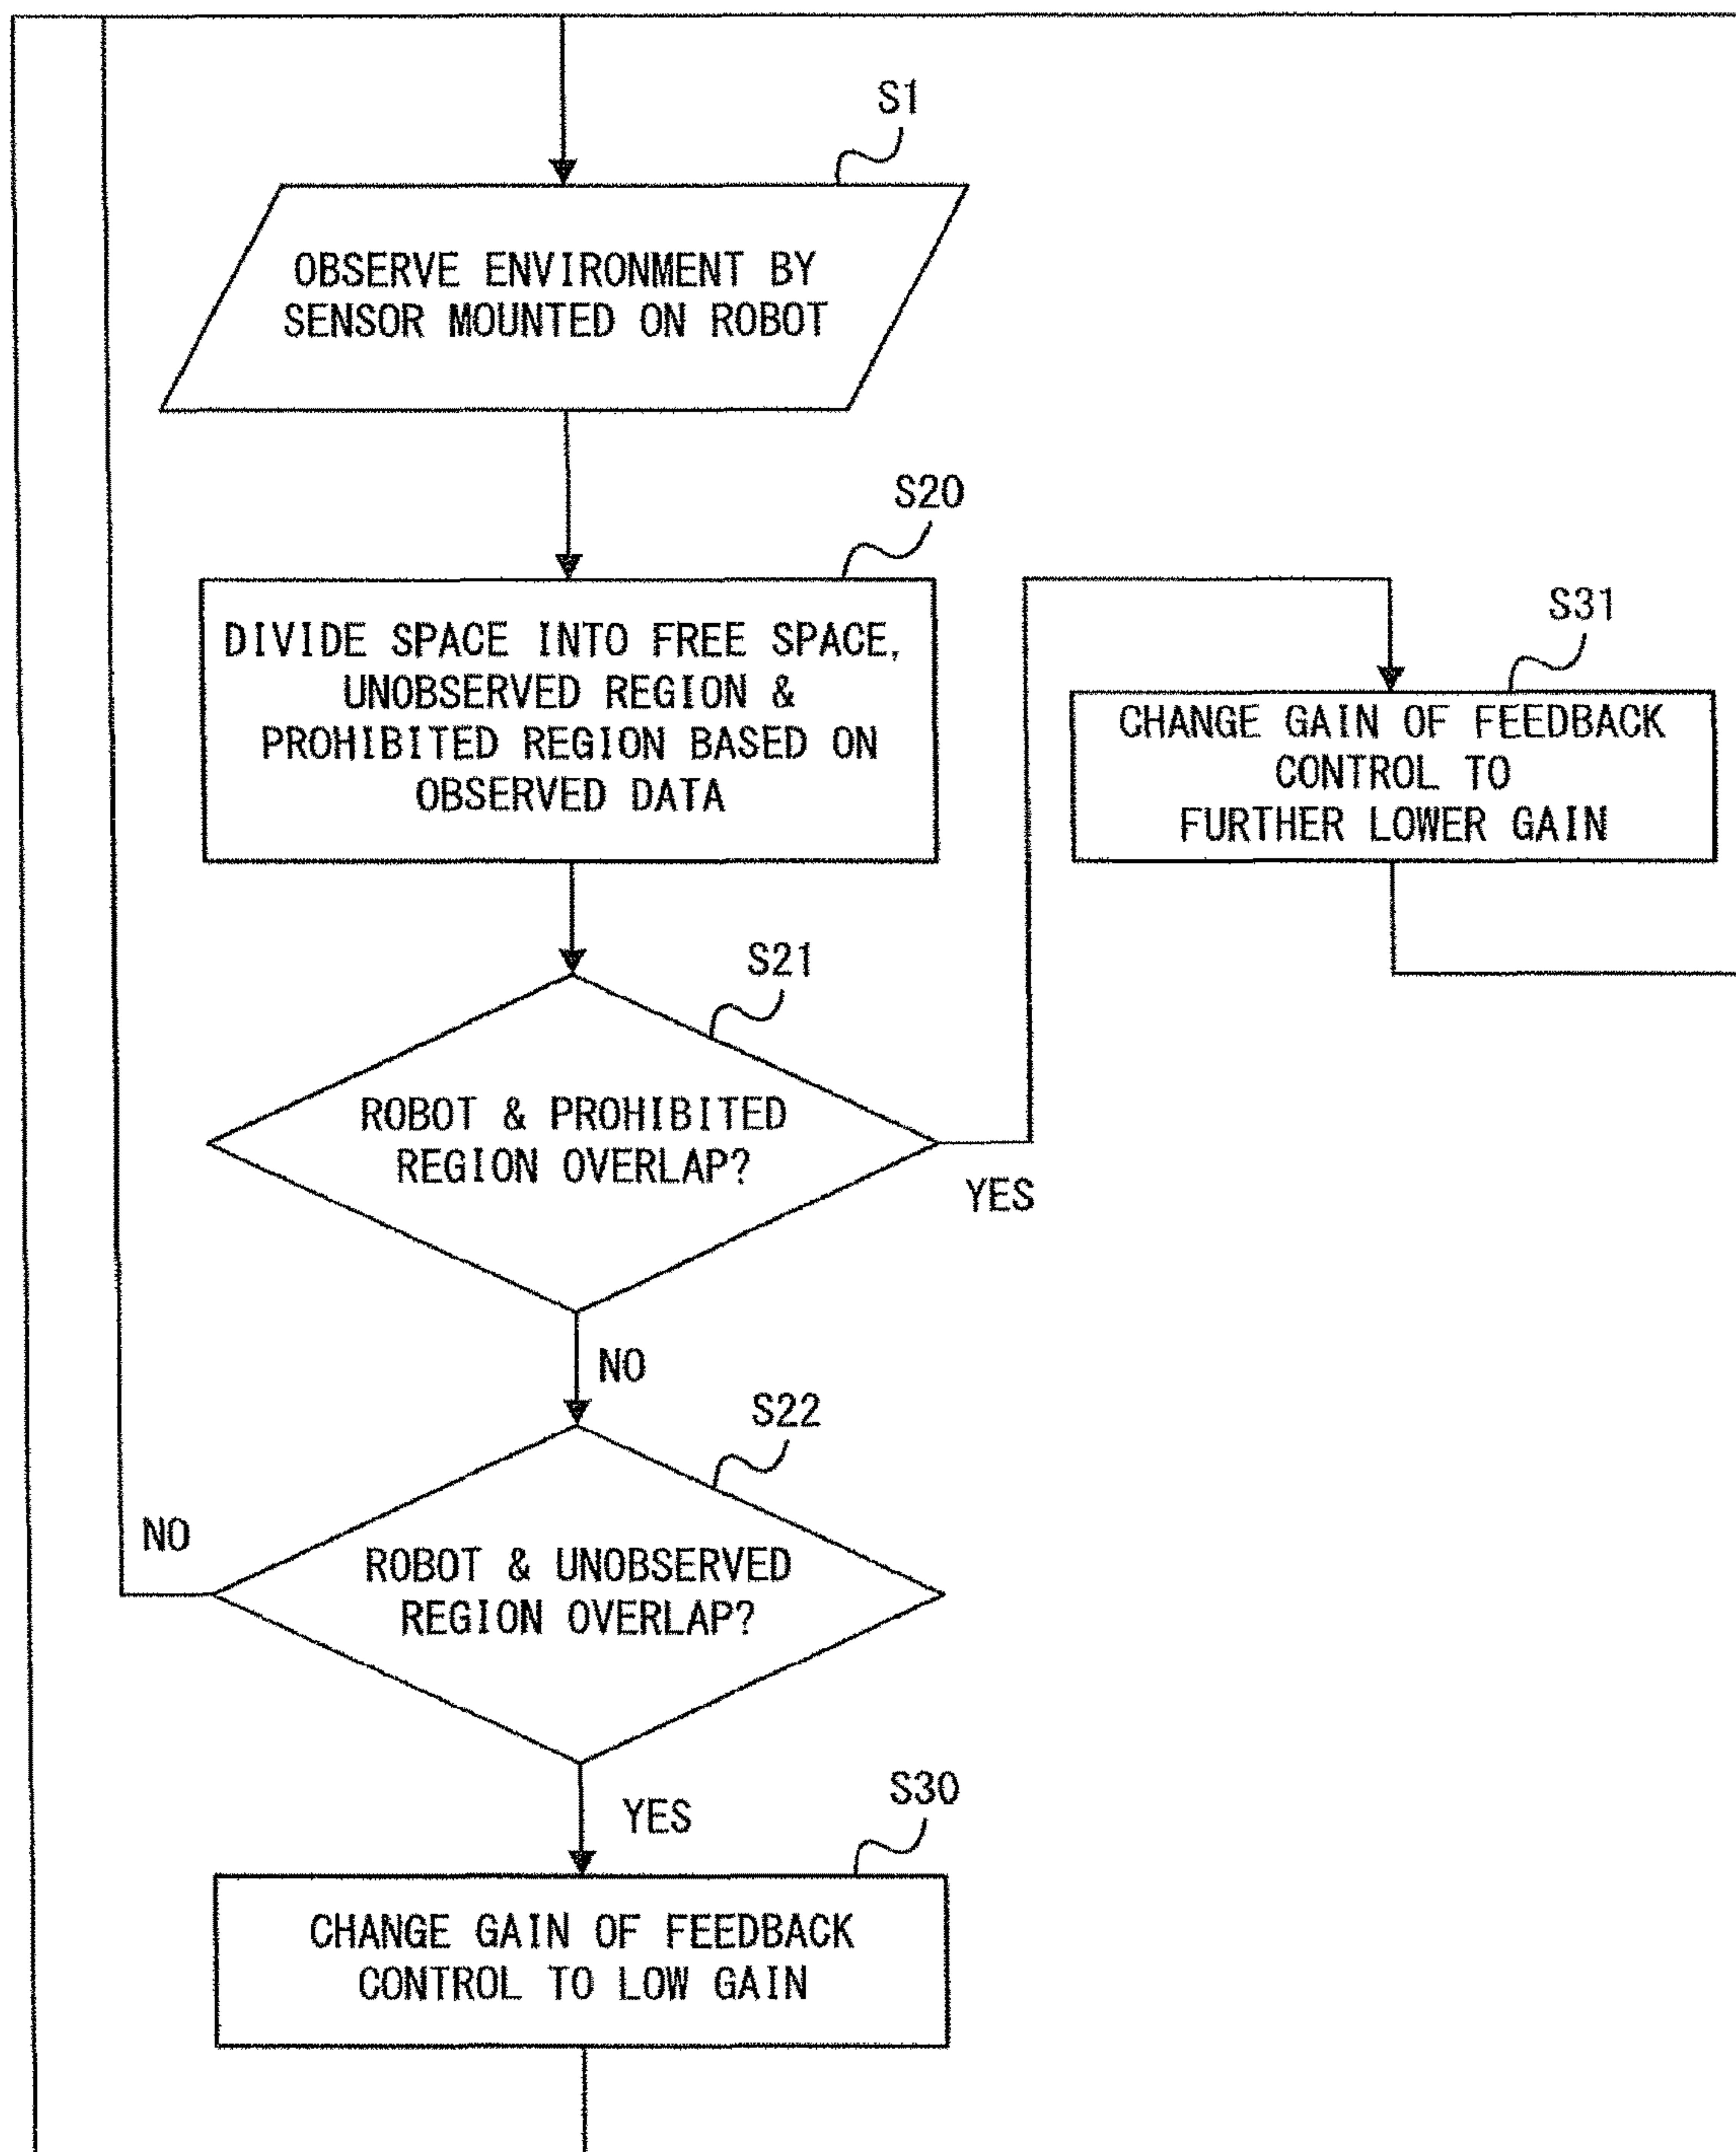 S1
OBSERVE ENVIRONMENT BY
SENSOR MOUNTED ON ROBOT
S20
DIVIDE SPACE INTO FREE SPACE,
UNOBSERVED REGION &
PROHIBITED REGION BASED ON
OBSERVED DATA
S31
CHANGE GAIN OF FEEDBACK
CONTROL TO
FURTHER LOWER GAIN
S21
ROBOT & PROHIBITED
REGION OVERLAP?
YES
NO
S22
NO
ROBOT & UNOBSERVED
REGION OVERLAP?
YES
S30
CHANGE GAIN OF FEEDBACK
CONTROL TO LOW GAIN